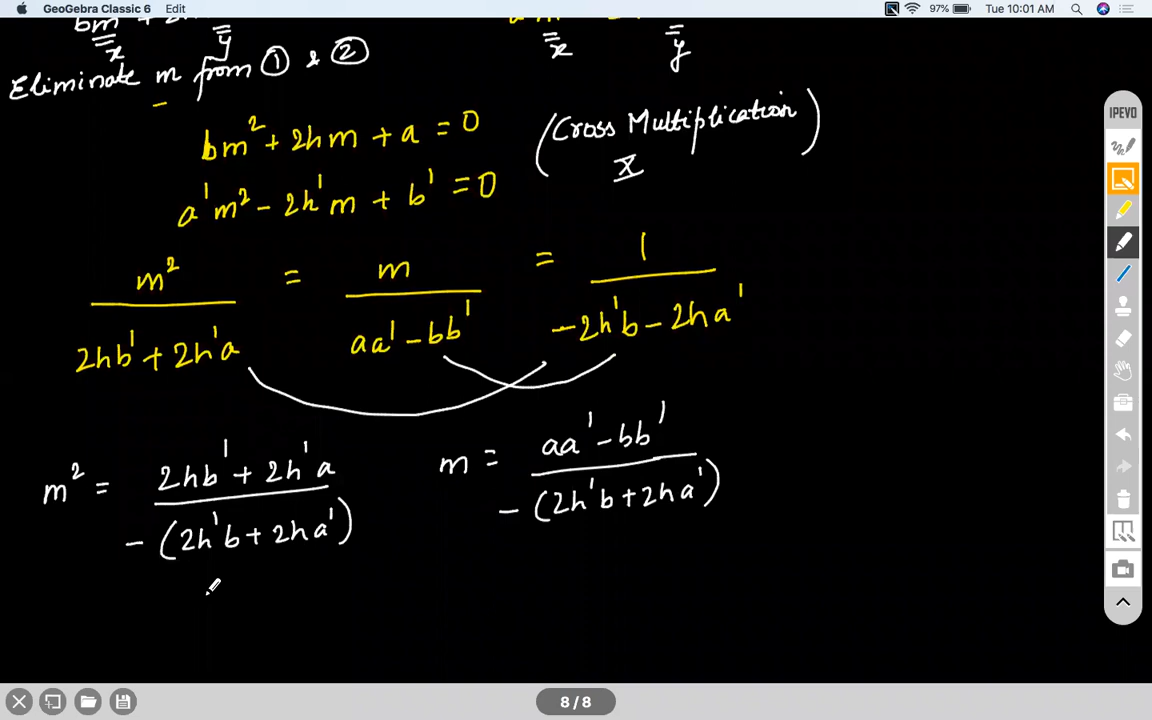 GeoGebra Classic 6 Edit 97% Tue 10:01 AM
bm
x y x y
Eliminate m from ① & ②
bm² + 2hm + a = 0 (Cross Multiplication)
X
a'm² - 2h'm + b' = 0
m² = m = 1
2hb' + 2h'a aa' - bb' -2h'b - 2ha'
m² = 2hb' + 2h'a m = aa' - bb'
-(2h'b + 2ha') -(2h'b + 2ha')
IPEVO
8/8